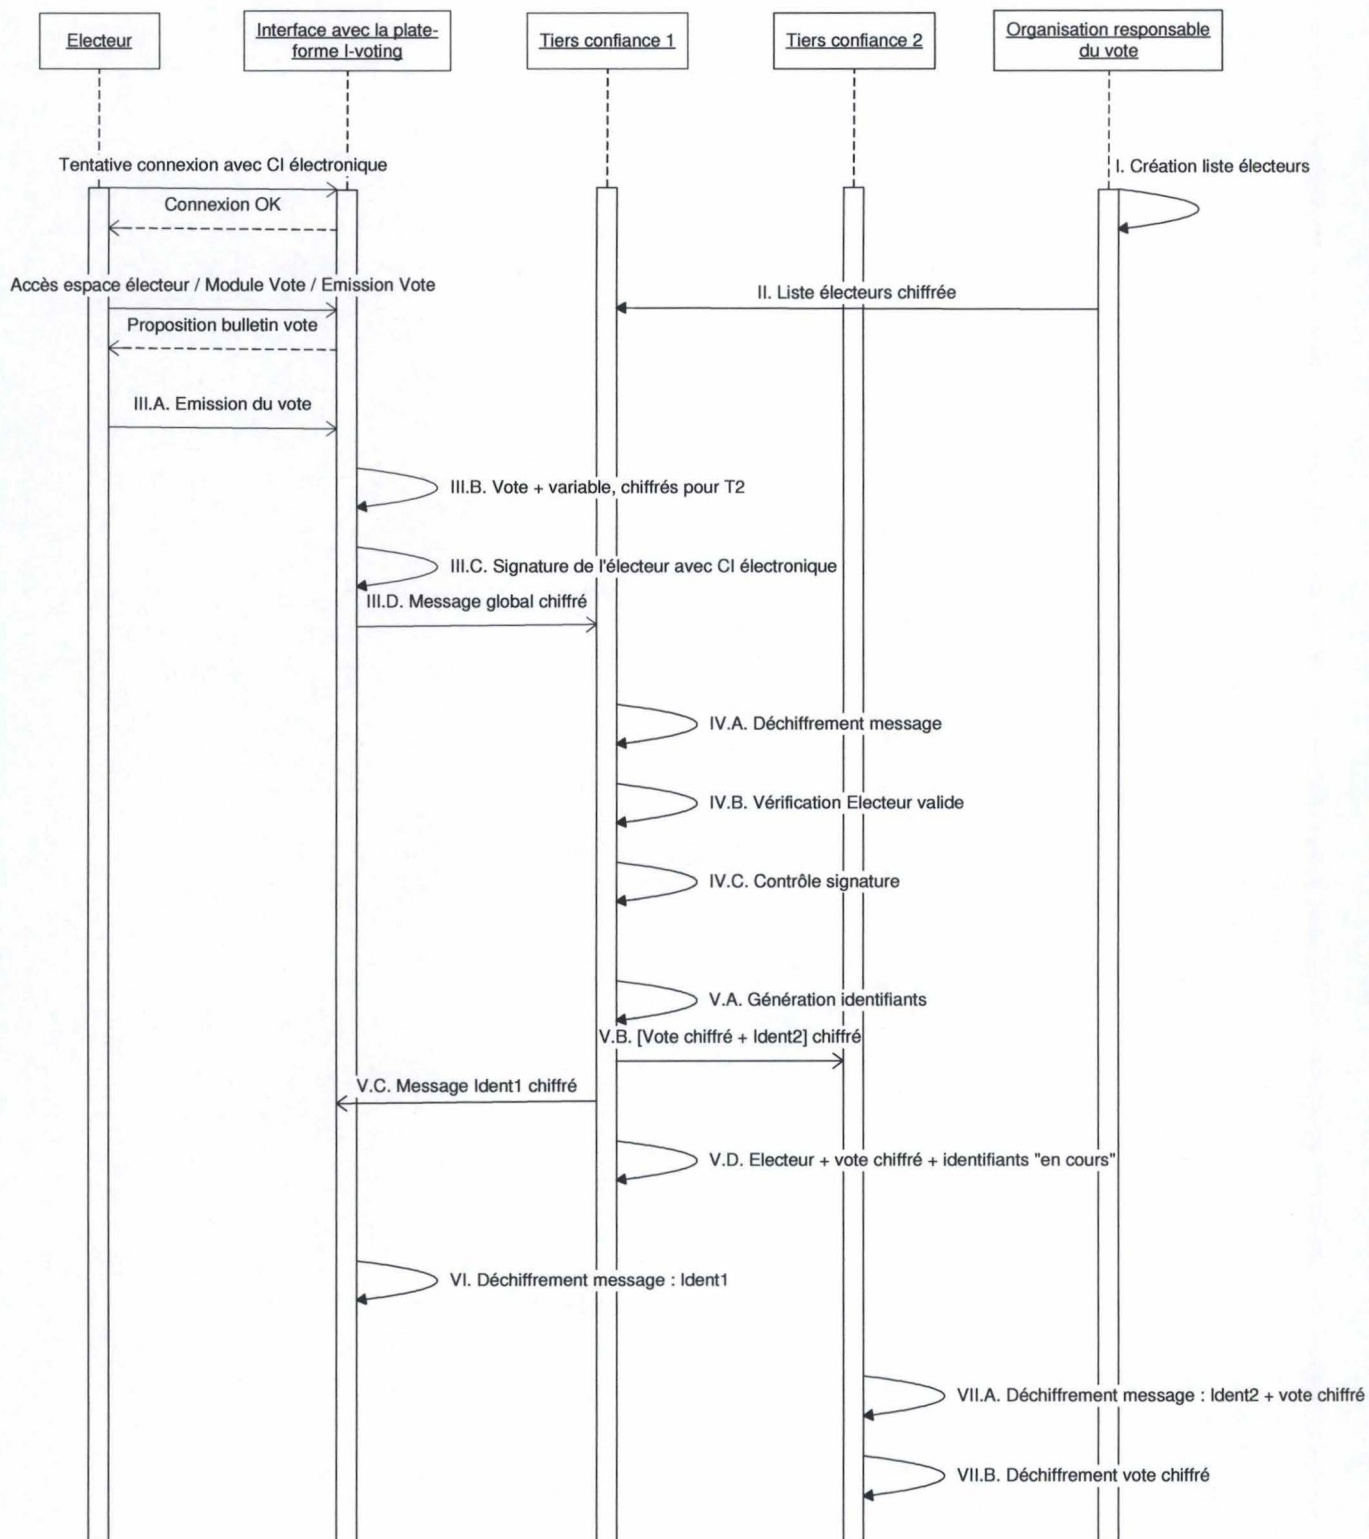 Electeur
Interface avec la plate-
forme I-voting
Tiers confiance 1
Tiers confiance 2
Organisation responsable
du vote
Tentative connexion avec CI électronique
I. Création liste électeurs
Connexion OK
Accès espace électeur / Module Vote / Emission Vote
II. Liste électeurs chiffrée
Proposition bulletin vote
III.A. Emission du vote
III.B. Vote + variable, chiffrés pour T2
III.C. Signature de l'électeur avec CI électronique
III.D. Message global chiffré
IV.A. Déchiffrement message
IV.B. Vérification Electeur valide
IV.C. Contrôle signature
V.A. Génération identifiants
V.B. [Vote chiffré + Ident2] chiffré
V.C. Message Ident1 chiffré
V.D. Electeur + vote chiffré + identifiants "en cours"
VI. Déchiffrement message : Ident1
VII.A. Déchiffrement message : Ident2 + vote chiffré
VII.B. Déchiffrement vote chiffré